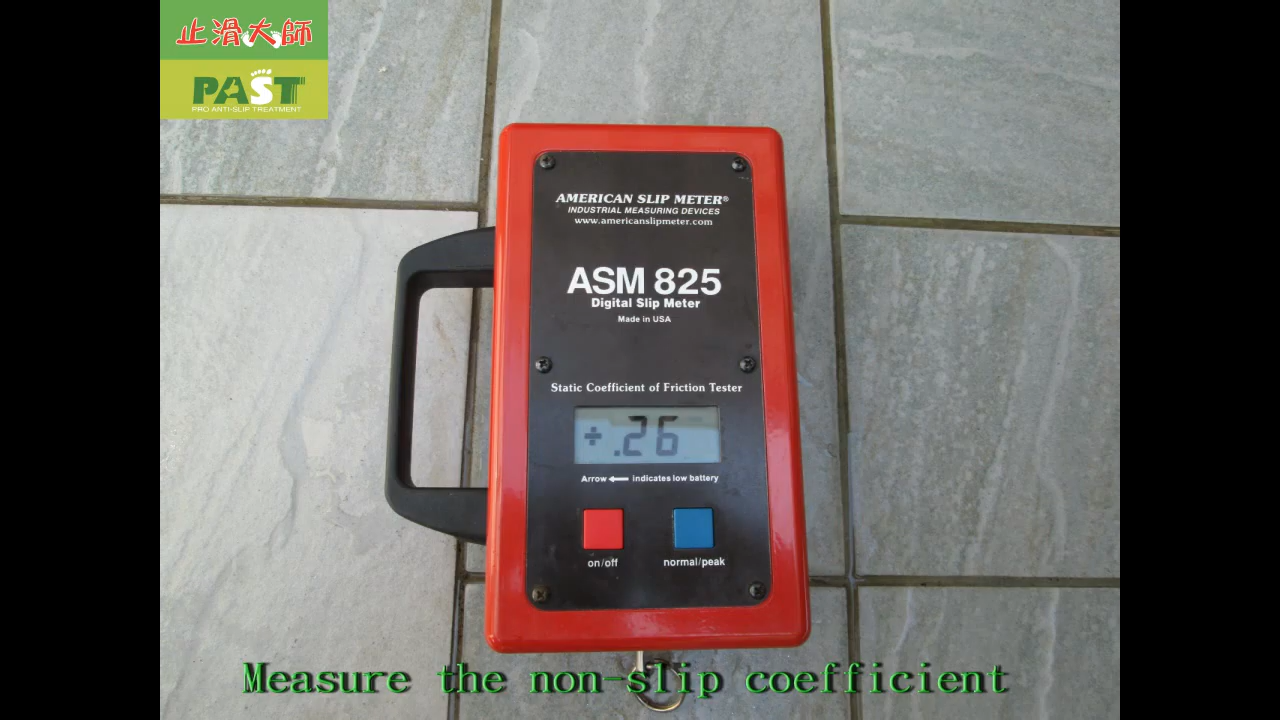 止滑大師
PAST
PRO ANTI-SLIP TREATMENT
AMERICAN SLIP METER®
INDUSTRIAL MEASURING DEVICES
www.americanslipmeter.com
ASM 825
Digital Slip Meter
Made in USA
Static Coefficient of Friction Tester
+ .26
Arrow ← indicates low battery
on/off
normal/peak
Measure the non-slip coefficient